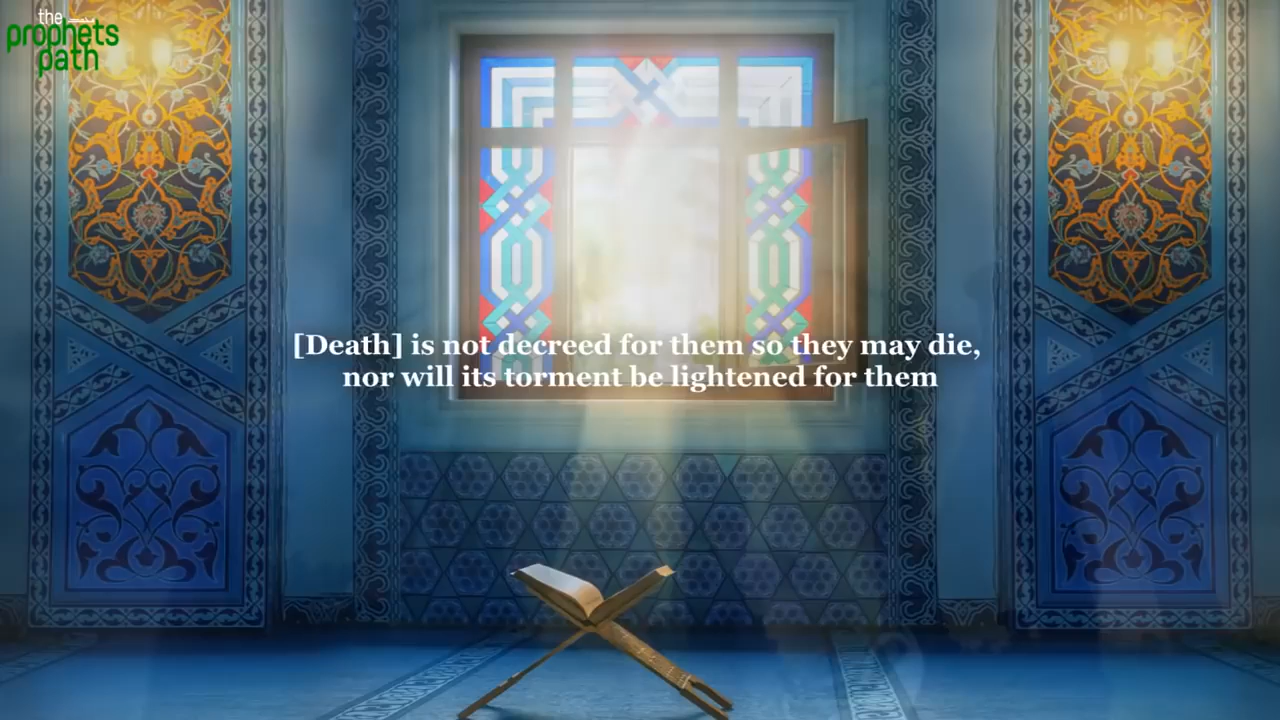 the
prophets
path
[Death] is not decreed for them so they may die,
nor will its torment be lightened for them